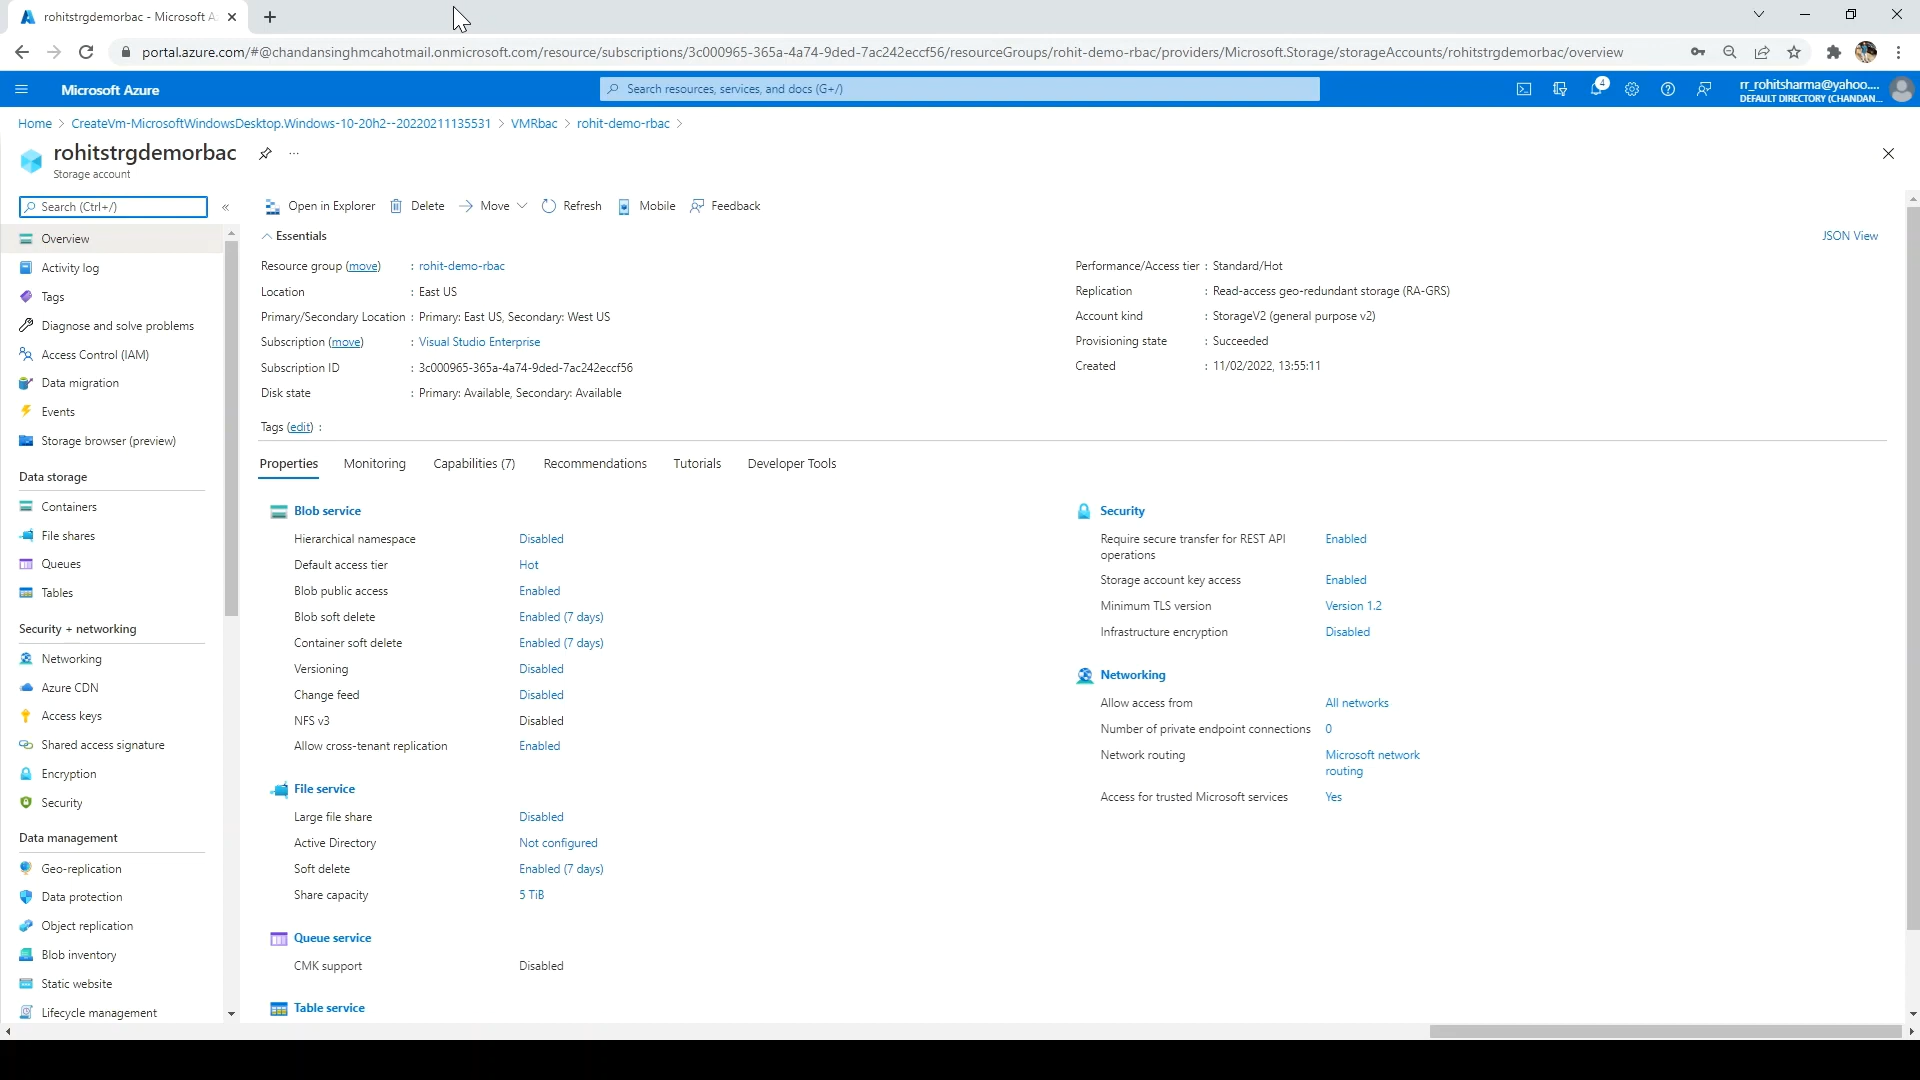 rohitstrgdemorbac - Microsoft A
portal.azure.com/#@chandansinghmcahotmail.onmicrosoft.com/resource/subscriptions/3c000965-365a-4a74-9ded-7ac242eccf56/resourceGroups/rohit-demo-rbac/providers/Microsoft.Storage/storageAccounts/rohitstrgdemorbac/overview
Microsoft Azure
Search resources, services, and docs (G+/)
4
rr_rohitsharma@yahoo....
DEFAULT DIRECTORY (CHANDAN...
Home > CreateVm-MicrosoftWindowsDesktop.Windows-10-20h2--20220211135531 > VMRbac > rohit-demo-rbac >
rohitstrgdemorbac ...
Storage account
Search (Ctrl+/)
«
Overview
Activity log
Tags
Diagnose and solve problems
Access Control (IAM)
Data migration
Events
Storage browser (preview)
Data storage
Containers
File shares
Queues
Tables
Security + networking
Networking
Azure CDN
Access keys
Shared access signature
Encryption
Security
Data management
Geo-replication
Data protection
Object replication
Blob inventory
Static website
Lifecycle management
Open in Explorer Delete Move Refresh Mobile Feedback
Essentials
JSON View
Resource group (move) : rohit-demo-rbac
Location : East US
Primary/Secondary Location : Primary: East US, Secondary: West US
Subscription (move) : Visual Studio Enterprise
Subscription ID : 3c000965-365a-4a74-9ded-7ac242eccf56
Disk state : Primary: Available, Secondary: Available
Performance/Access tier : Standard/Hot
Replication : Read-access geo-redundant storage (RA-GRS)
Account kind : StorageV2 (general purpose v2)
Provisioning state : Succeeded
Created : 11/02/2022, 13:55:11
Tags (edit) :
Properties Monitoring Capabilities (7) Recommendations Tutorials Developer Tools
Blob service
Hierarchical namespace Disabled
Default access tier Hot
Blob public access Enabled
Blob soft delete Enabled (7 days)
Container soft delete Enabled (7 days)
Versioning Disabled
Change feed Disabled
NFS v3 Disabled
Allow cross-tenant replication Enabled
File service
Large file share Disabled
Active Directory Not configured
Soft delete Enabled (7 days)
Share capacity 5 TiB
Queue service
CMK support Disabled
Table service
Security
Require secure transfer for REST API Enabled
operations
Storage account key access Enabled
Minimum TLS version Version 1.2
Infrastructure encryption Disabled
Networking
Allow access from All networks
Number of private endpoint connections 0
Network routing Microsoft network
routing
Access for trusted Microsoft services Yes